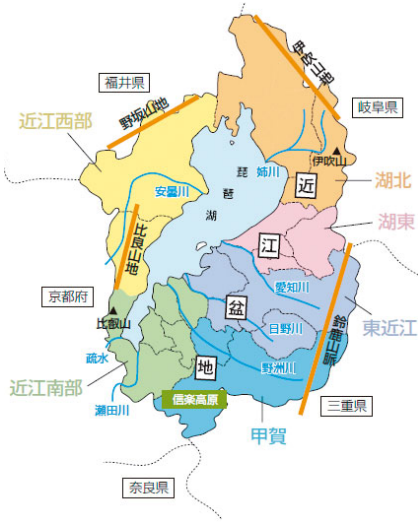 福井県
伊良山地
岐阜県
野坂山地
近江西部
伊吹山
琵琶湖
姉川
安曇川
近
湖北
湖東
比良山地
江
愛知川
京都府
盆
比叡山
日野川
東近江
鈴鹿山脈
疏水
地
野洲川
近江南部
信楽高原
瀬田川
三重県
甲賀
奈良県